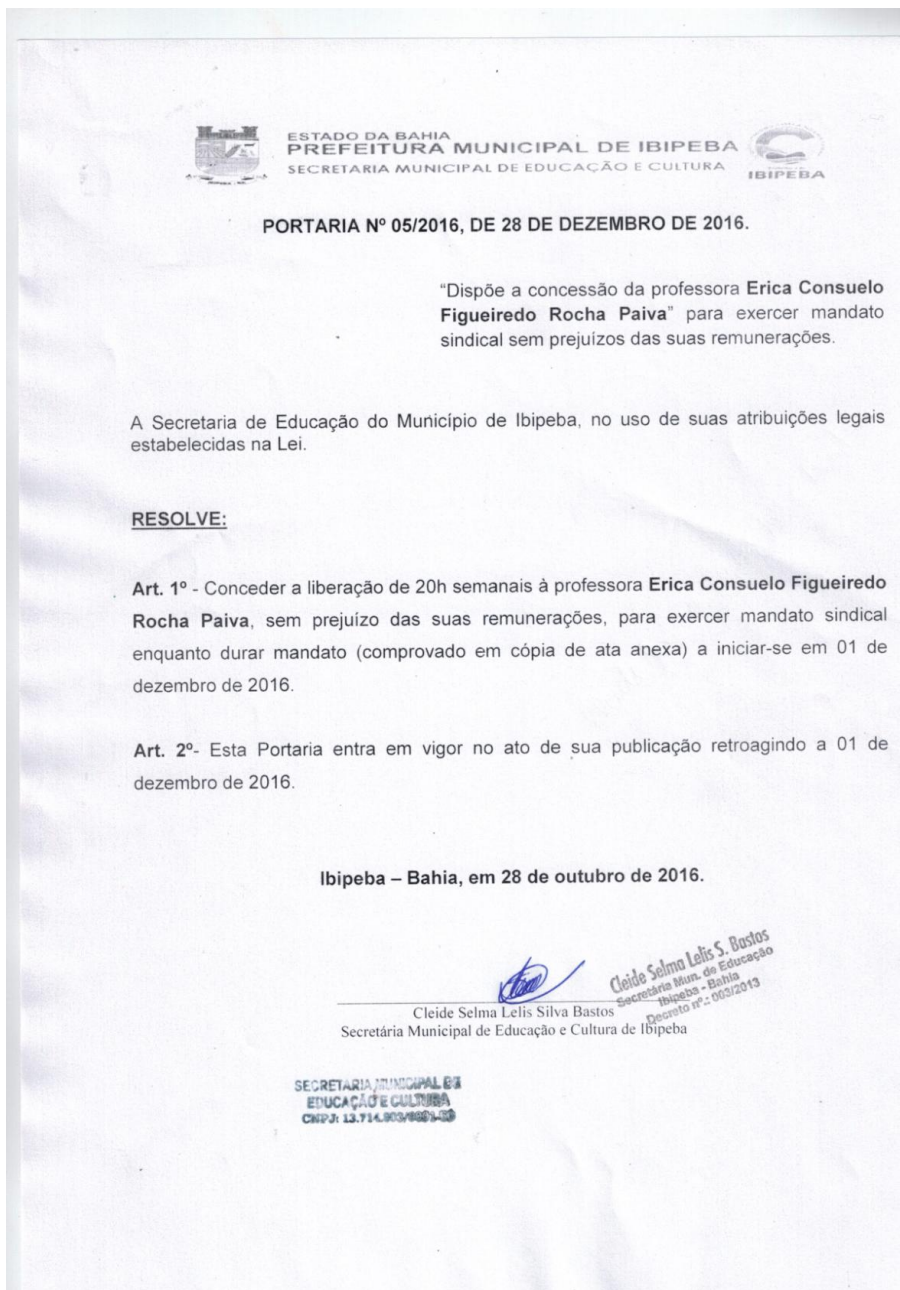 ESTADO DA BAHIA
PREFEITURA MUNICIPAL DE IBIPEBA
SECRETARIA MUNICIPAL DE EDUCAÇÃO E CULTURA
IBIPEBA
PORTARIA Nº 05/2016, DE 28 DE DEZEMBRO DE 2016.
“Dispõe a concessão da professora Erica Consuelo
Figueiredo Rocha Paiva” para exercer mandato
sindical sem prejuízos das suas remunerações.
A Secretaria de Educação do Município de Ibipeba, no uso de suas atribuições legais
estabelecidas na Lei.
RESOLVE:
Art. 1º - Conceder a liberação de 20h semanais à professora Erica Consuelo Figueiredo
Rocha Paiva, sem prejuízo das suas remunerações, para exercer mandato sindical
enquanto durar mandato (comprovado em cópia de ata anexa) a iniciar-se em 01 de
dezembro de 2016.
Art. 2º- Esta Portaria entra em vigor no ato de sua publicação retroagindo a 01 de
dezembro de 2016.
Ibipeba – Bahia, em 28 de outubro de 2016.
Cleide Selma Lelis S. Bastos
Secretária Mun. de Educação
Ibipeba - Bahia
Decreto nº.: 003/2013
Cleide Selma Lelis Silva Bastos
Secretária Municipal de Educação e Cultura de Ibipeba
SECRETARIA MUNICIPAL DE
EDUCAÇÃO E CULTURA
CNPJ: